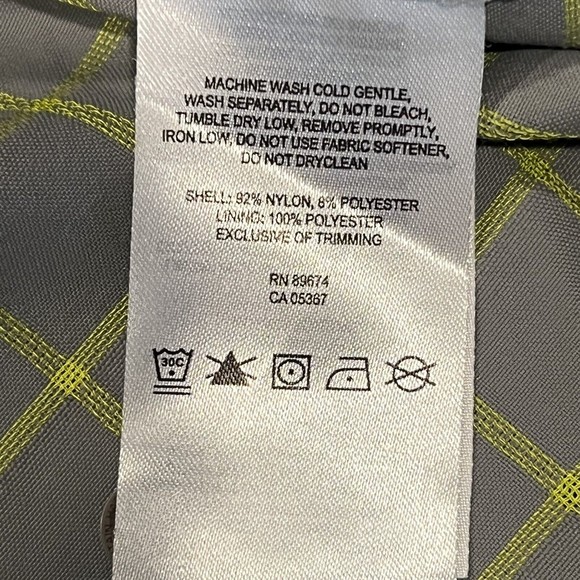 MACHINE WASH COLD GENTLE,
WASH SEPARATELY, DO NOT BLEACH,
TUMBLE DRY LOW, REMOVE PROMPTLY,
IRON LOW, DO NOT USE FABRIC SOFTENER,
DO NOT DRYCLEAN
SHELL: 92% NYLON, 8% POLYESTER
LINING: 100% POLYESTER
EXCLUSIVE OF TRIMMING
RN 89674
CA 05367
30C